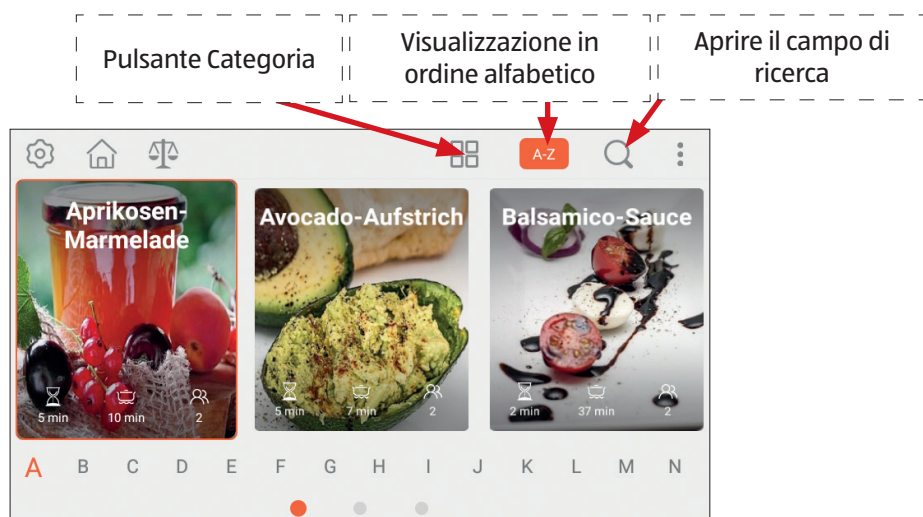 Pulsante Categoria
Visualizzazione in
ordine alfabetico
Aprire il campo di
ricerca
A-Z
Aprikosen-
Marmelade
5 min 10 min 2
Avocado-Aufstrich
5 min 7 min 2
Balsamico-Sauce
2 min 37 min 2
A B C D E F G H I J K L M N